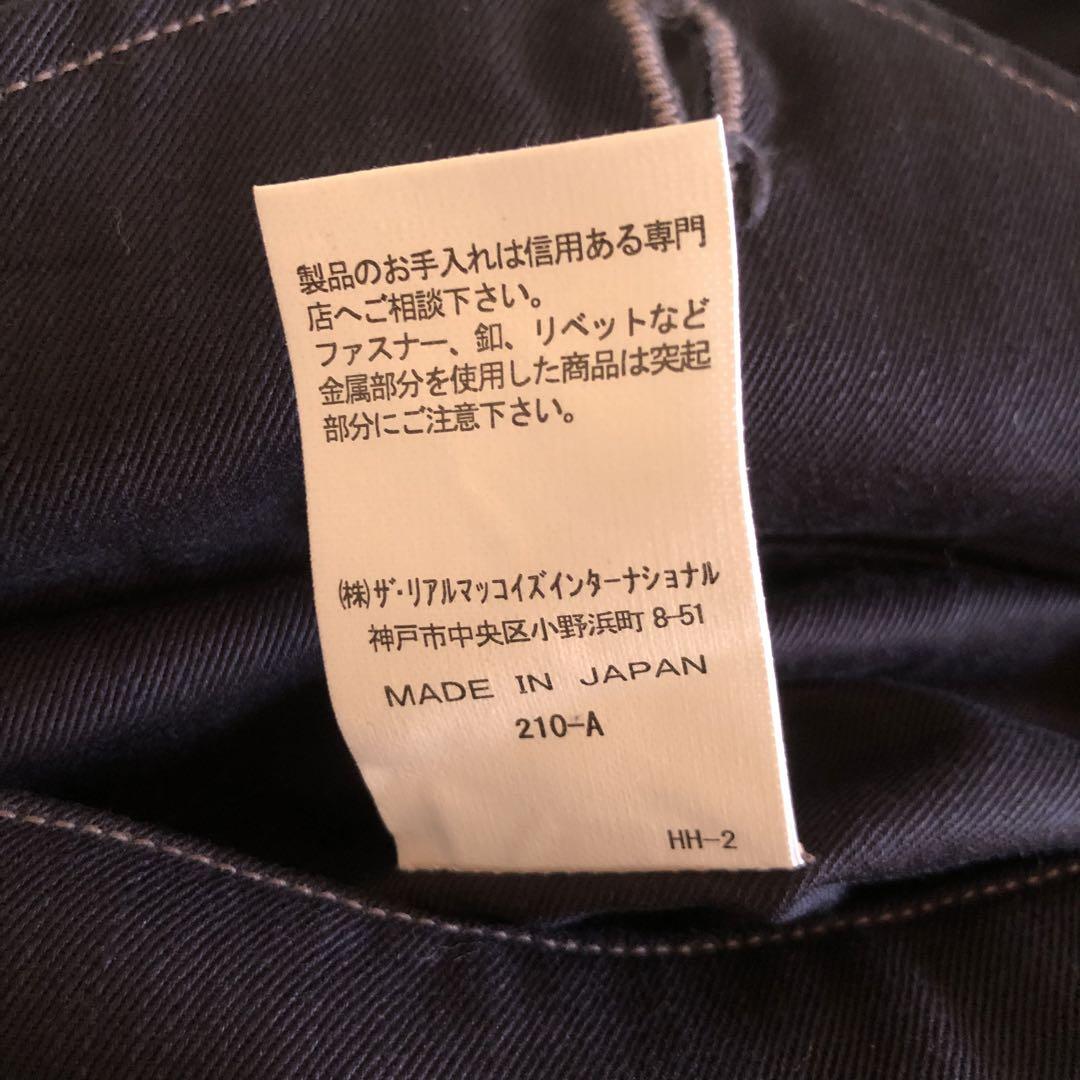 製品のお手入れは信用ある専門
店へご相談下さい。
ファスナー、釦、リベットなど
金属部分を使用した商品は突起
部分にご注意下さい。
㈱ザ・リアルマッコイズインターナショナル
神戸市中央区小野浜町 8-51
MADE IN JAPAN
210-A
HH-2